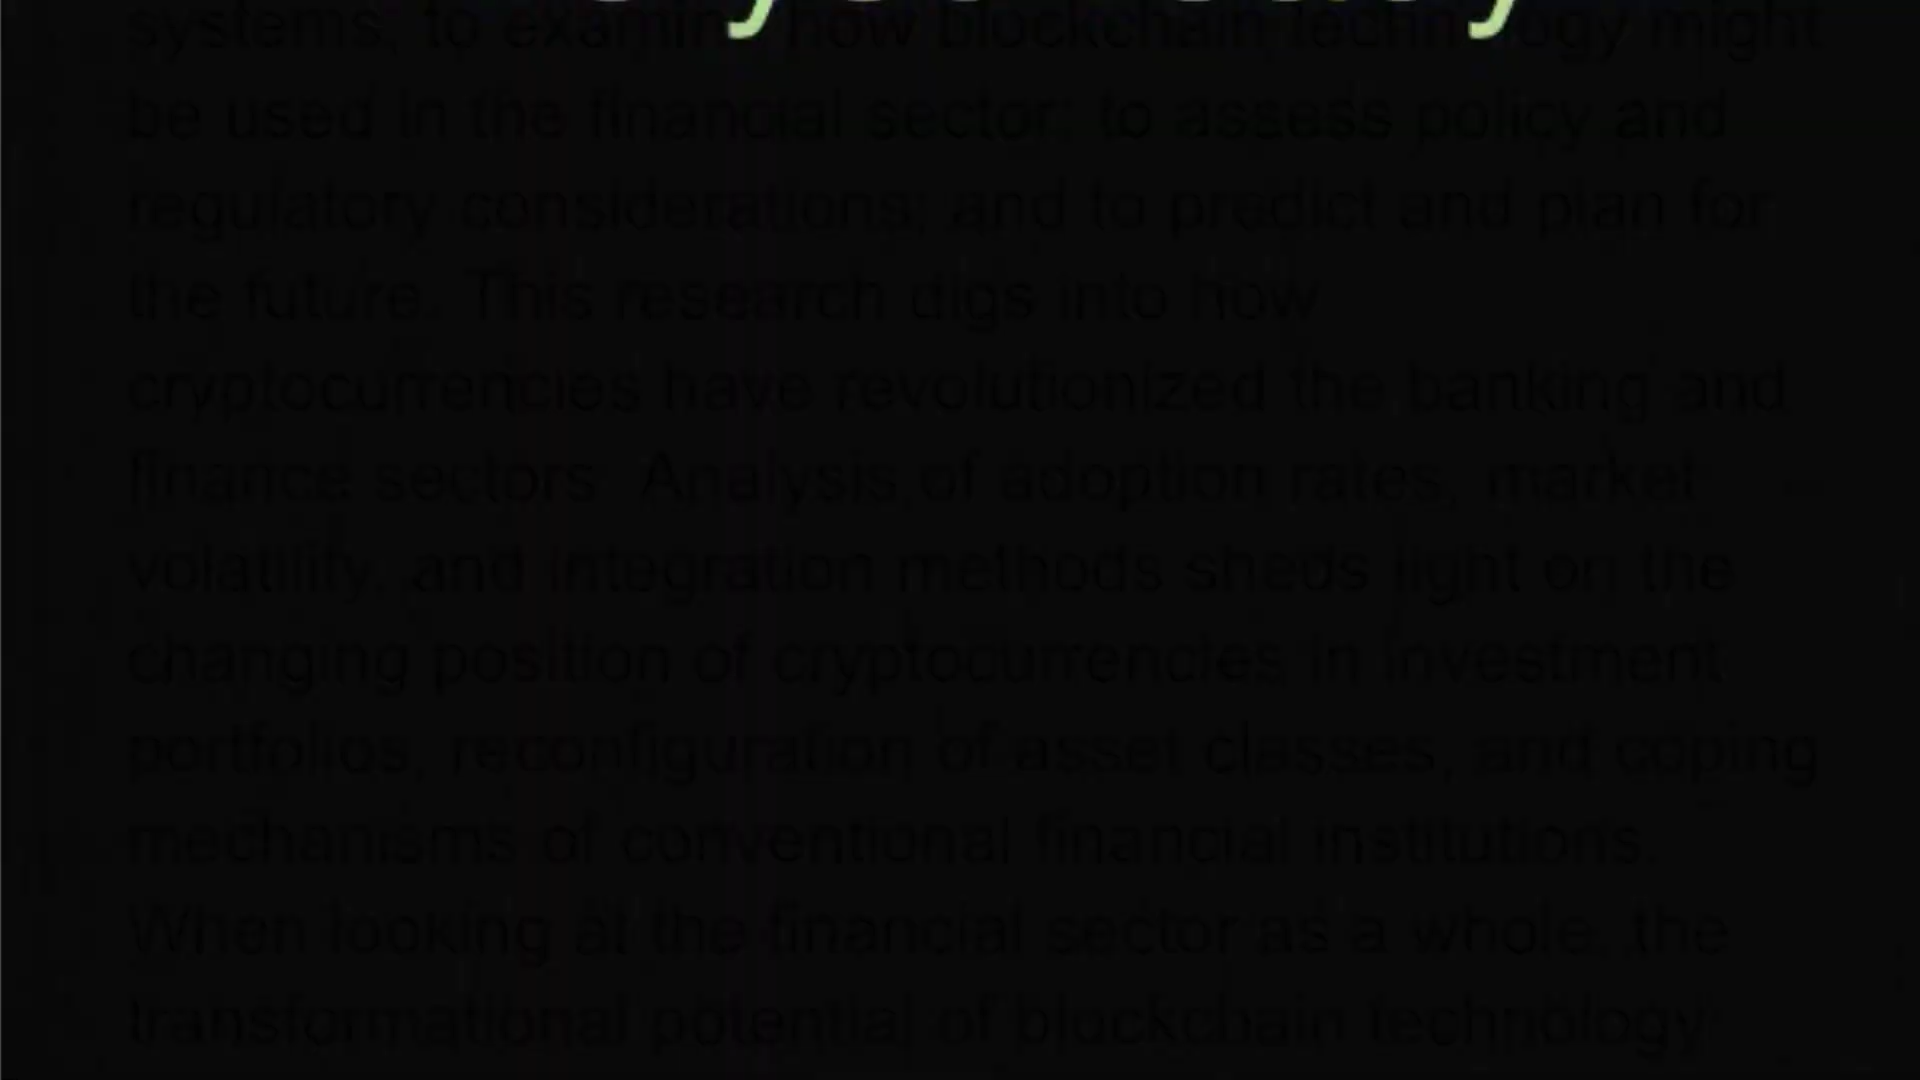 systems; to examine how blockchain technology might
be used in the financial sector; to assess policy and
regulatory considerations; and to predict and plan for
the future. This research digs into how
cryptocurrencies have revolutionized the banking and
finance sectors. Analysis of adoption rates, market
volatility, and integration methods sheds light on the
changing position of cryptocurrencies in investment
portfolios, reconfiguration of asset classes, and coping
mechanisms of conventional financial institutions.
When looking at the financial sector as a whole, the
transformational potential of blockchain technology